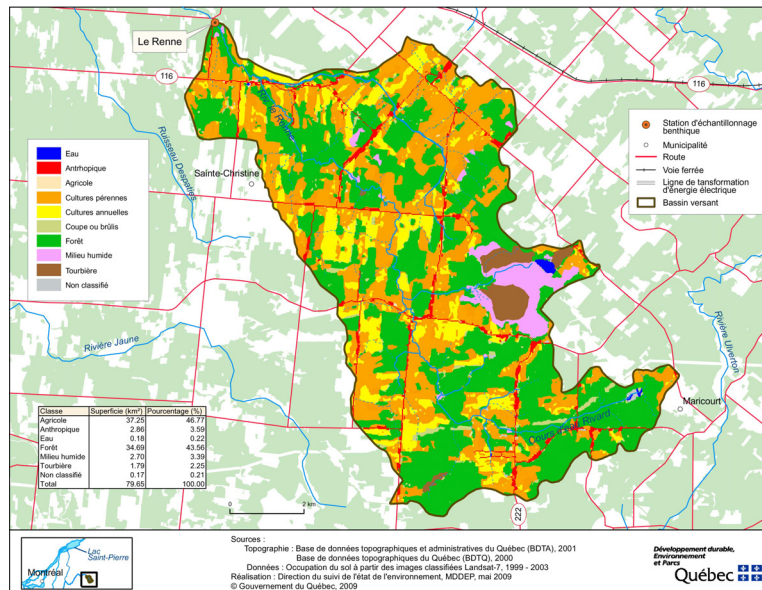 Le Renne
116
116
Riv. le Renne
Ruisseau Despaties
Sainte-Christine
Rivière Jaune
Rivière Ulverton
Maricourt
Cours d'eau Rivard
222
Eau
Antrhopique
Agricole
Cultures pérennes
Cultures annuelles
Coupe ou brûlis
Forêt
Milieu humide
Tourbière
Non classifié
Station d'échantillonnage
benthique
Municipalité
Route
Voie ferrée
Ligne de tansformation
d'énergie électrique
Bassin versant
Classe Superficie (km²) Pourcentage (%)
Agricole 37.25 46.77
Anthropique 2.86 3.59
Eau 0.18 0.22
Forêt 34.69 43.56
Milieu humide 2.70 3.39
Tourbière 1.79 2.25
Non classifié 0.17 0.21
Total 79.65 100.00
0 2 km
Lac
Saint-Pierre
Montréal
Sources :
Topographie : Base de données topographiques et administratives du Québec (BDTA), 2001
Base de données topographiques du Québec (BDTQ), 2000
Données : Occupation du sol à partir des images classifiées Landsat-7, 1999 - 2003
Réalisation : Direction du suivi de l'état de l'environnement, MDDEP, mai 2009
© Gouvernement du Québec, 2009
Développement durable,
Environnement
et Parcs
Québec